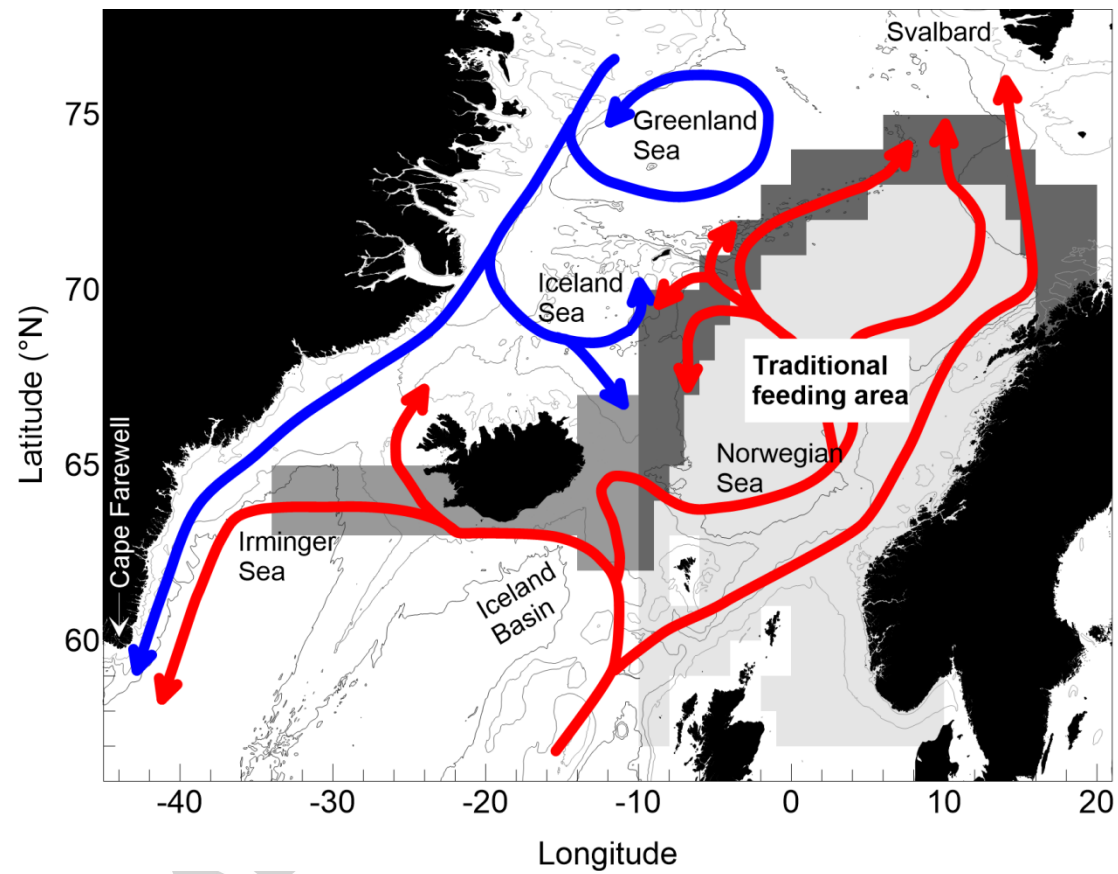 Svalbard
Greenland
Sea
Iceland
Sea
Traditional
feeding area
Norwegian
Sea
Irminger
Sea
Iceland
Basin
Cape Farewell
75
70
65
60
Latitude (°N)
-40
-30
-20
-10
0
10
20
Longitude